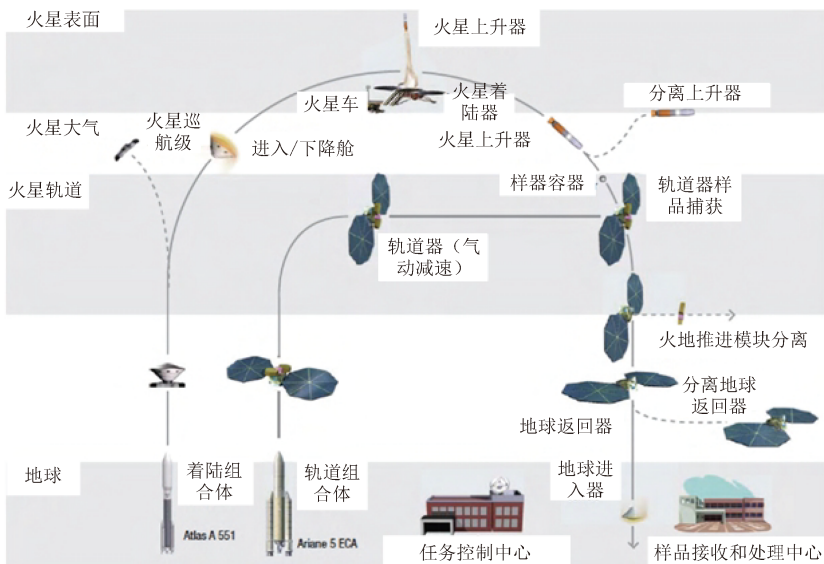 火星表面
火星上升器
火星车
火星着
陆器
分离上升器
火星大气
火星巡
航级
进入/下降舱
火星上升器
样器容器
火星轨道
轨道器样
品捕获
轨道器（气
动减速）
火地推进模块分离
分离地球
返回器
地球返回器
地球
着陆组
合体
轨道组
合体
地球进
入器
Atlas A 551
Ariane 5 ECA
任务控制中心
样品接收和处理中心